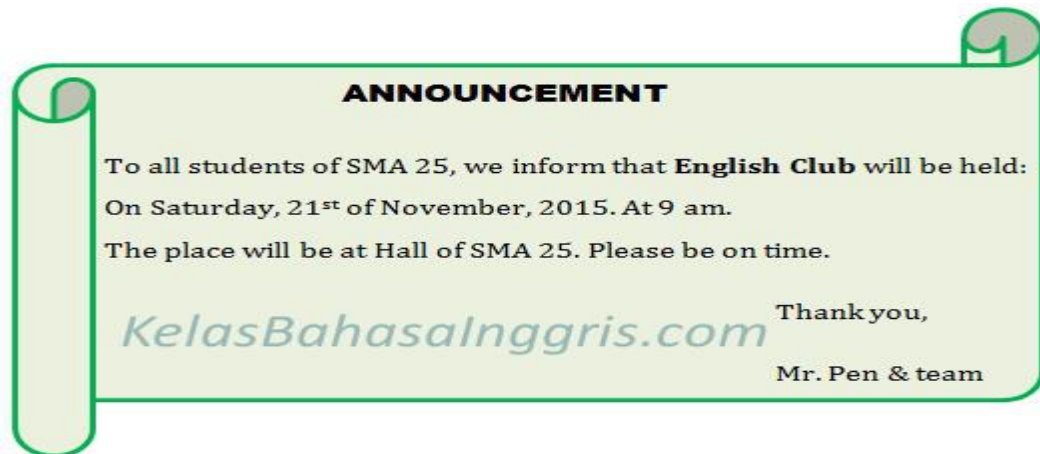 ANNOUNCEMENT
To all students of SMA 25, we inform that English Club will be held:
On Saturday, 21st of November, 2015. At 9 am.
The place will be at Hall of SMA 25. Please be on time.
KelasBahasaInggris.com
Thank you,
Mr. Pen & team